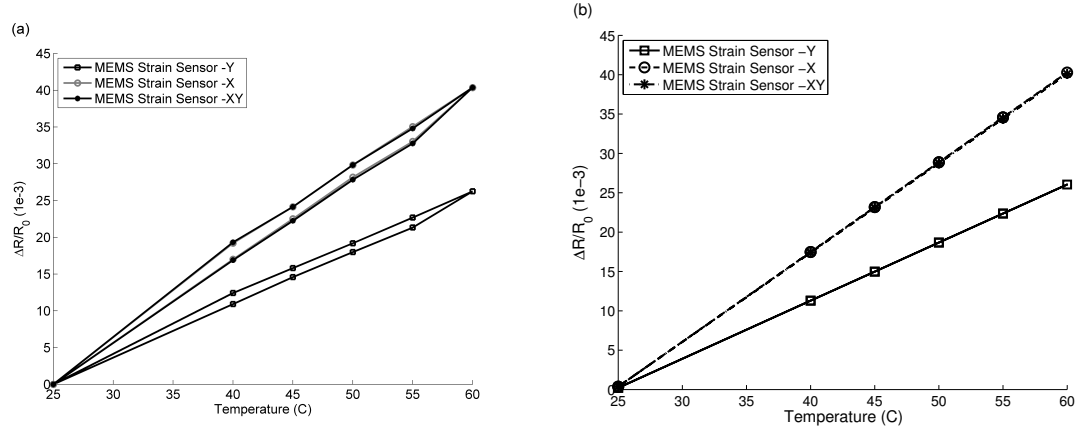 (a)
45
40
35
30
25
20
15
10
5
0
ΔR/R0 (1e-3)
MEMS Strain Sensor -Y
MEMS Strain Sensor -X
MEMS Strain Sensor -XY
25 30 35 40 45 50 55 60
Temperature (C)
(b)
45
40
35
30
25
20
15
10
5
0
ΔR/R0 (1e−3)
MEMS Strain Sensor −Y
MEMS Strain Sensor −X
MEMS Strain Sensor −XY
25 30 35 40 45 50 55 60
Temperature (C)